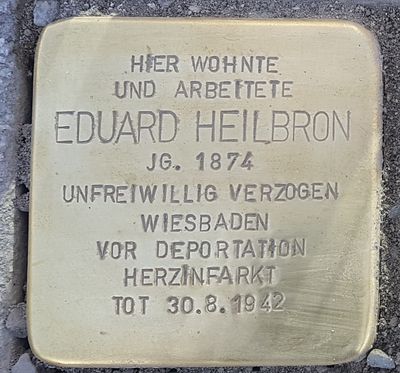 HIER WOHNTE
UND ARBEITETE
EDUARD HEILBRON
JG. 1874
UNFREIWILLIG VERZOGEN
WIESBADEN
VOR DEPORTATION
HERZINFARKT
TOT 30.8.1942